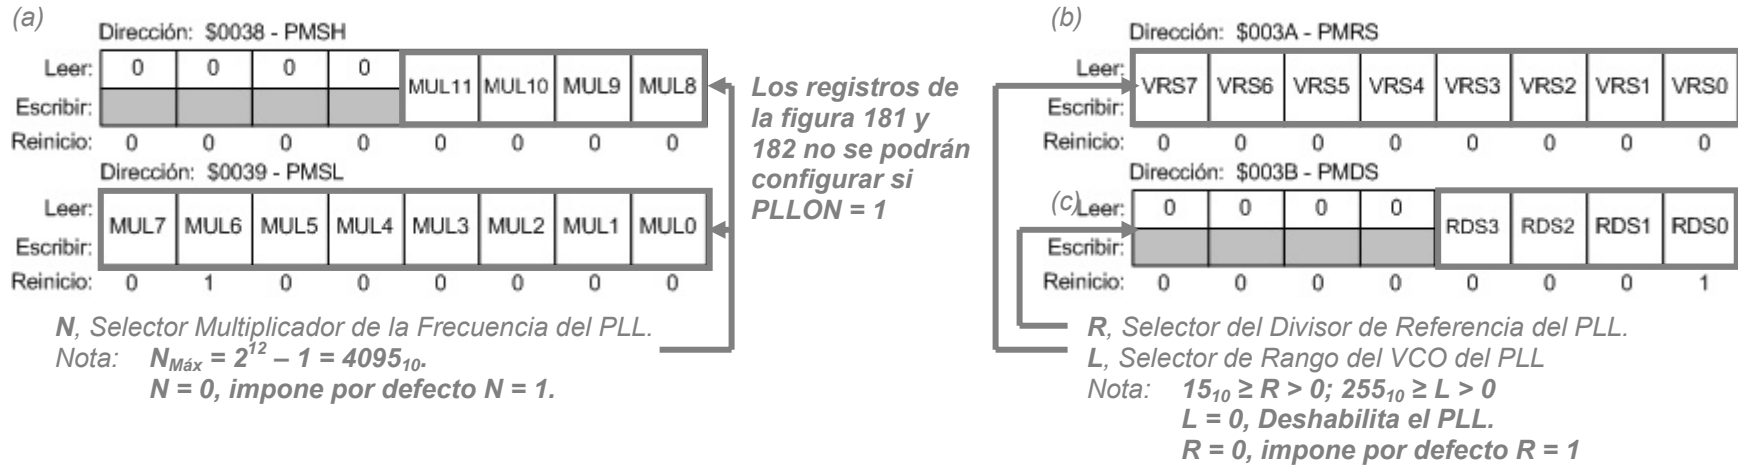 (a)
Dirección: $0038 - PMSH
Leer: 0 0 0 0 MUL11 MUL10 MUL9 MUL8
Escribir:
Reinicio: 0 0 0 0 0 0 0 0
Dirección: $0039 - PMSL
Leer:
MUL7 MUL6 MUL5 MUL4 MUL3 MUL2 MUL1 MUL0
Escribir:
Reinicio: 0 1 0 0 0 0 0 0
N, Selector Multiplicador de la Frecuencia del PLL.
Nota: N_Máx = 2^12 – 1 = 4095_10.
N = 0, impone por defecto N = 1.
Los registros de
la figura 181 y
182 no se podrán
configurar si
PLLON = 1
(b)
Dirección: $003A - PMRS
Leer:
VRS7 VRS6 VRS5 VRS4 VRS3 VRS2 VRS1 VRS0
Escribir:
Reinicio: 0 0 0 0 0 0 0 0
Dirección: $003B - PMDS
(c)
Leer: 0 0 0 0 RDS3 RDS2 RDS1 RDS0
Escribir:
Reinicio: 0 0 0 0 0 0 0 1
R, Selector del Divisor de Referencia del PLL.
L, Selector de Rango del VCO del PLL
Nota: 15_10 ≥ R > 0; 255_10 ≥ L > 0
L = 0, Deshabilita el PLL.
R = 0, impone por defecto R = 1